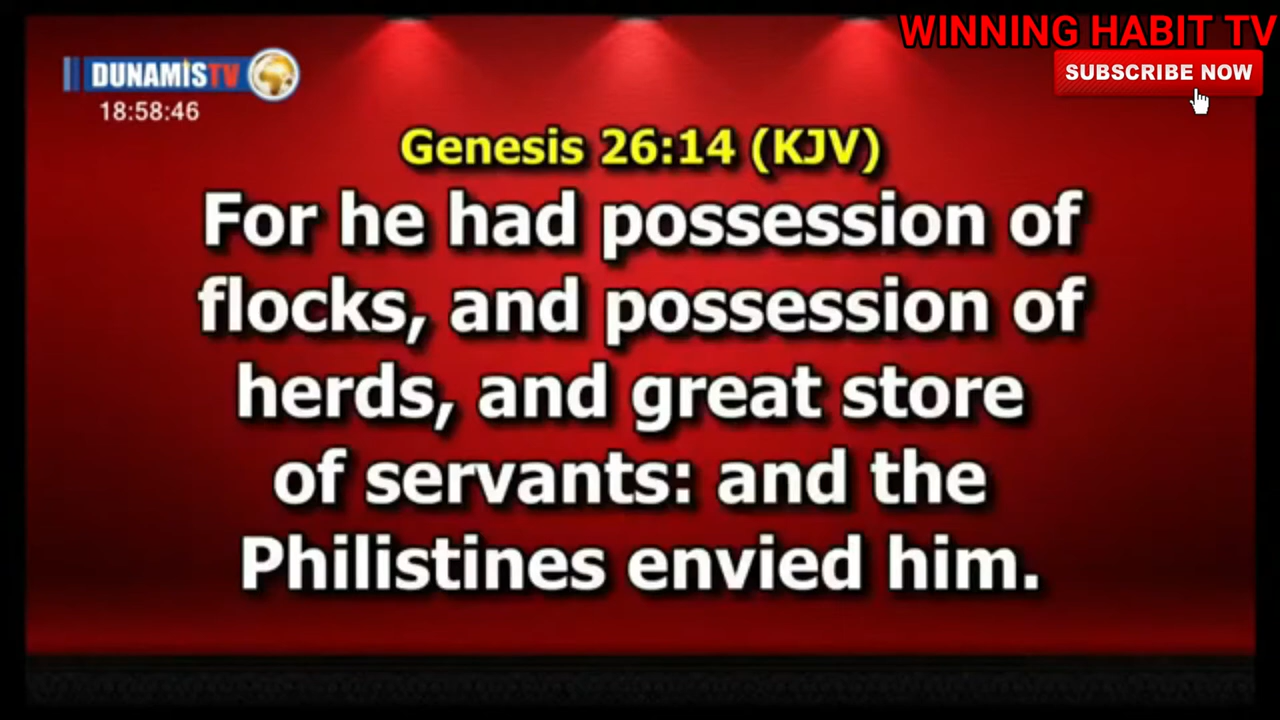 WINNING HABIT TV
DUNAMIS TV
SUBSCRIBE NOW
18:58:46
Genesis 26:14 (KJV)
For he had possession of
flocks, and possession of
herds, and great store
of servants: and the
Philistines envied him.